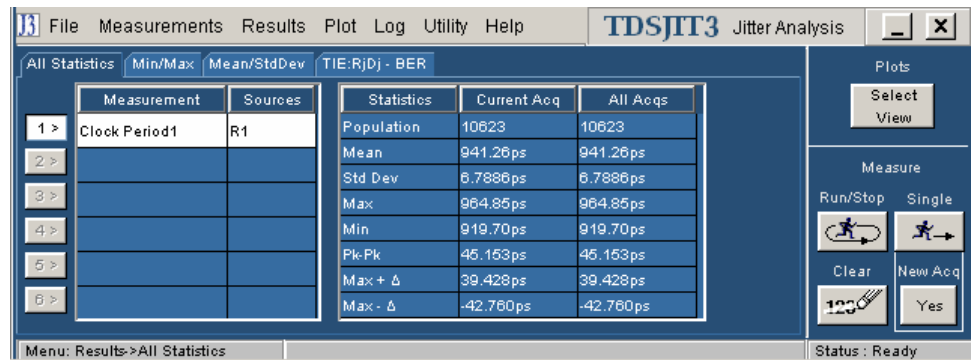 J3 File Measurements Results Plot Log Utility Help TDSJIT3 Jitter Analysis
All Statistics Min/Max Mean/StdDev TIE:RjDj - BER
Measurement Sources
1 > Clock Period1 R1
2 >
3 >
4 >
5 >
6 >
Statistics Current Acq All Acqs
Population 10623 10623
Mean 941.26ps 941.26ps
Std Dev 6.7886ps 6.7886ps
Max 964.85ps 964.85ps
Min 919.70ps 919.70ps
Pk-Pk 45.153ps 45.153ps
Max + Δ 39.428ps 39.428ps
Max - Δ -42.760ps -42.760ps
Plots
Select
View
Measure
Run/Stop Single
Clear New Acq
123 Yes
Menu: Results->All Statistics Status : Ready